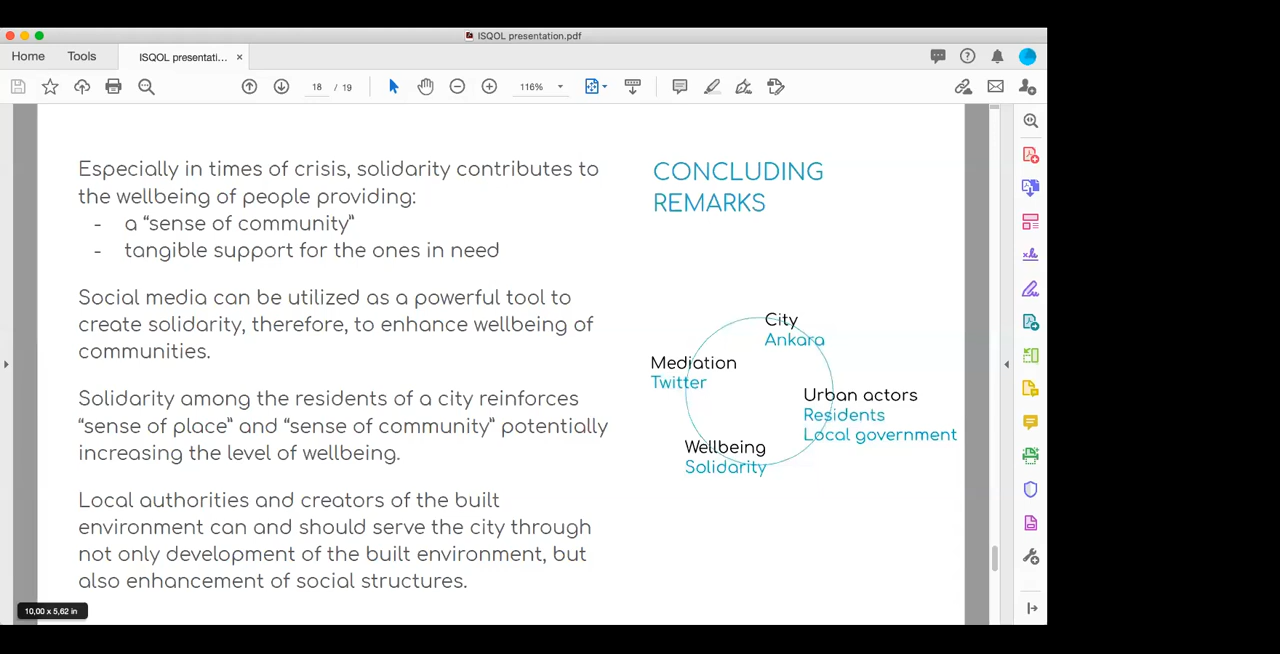 ISQOL presentation.pdf
Home
Tools
ISQOL presentati...
×
18 / 19
116%
Especially in times of crisis, solidarity contributes to
the wellbeing of people providing:
- a “sense of community”
- tangible support for the ones in need
Social media can be utilized as a powerful tool to
create solidarity, therefore, to enhance wellbeing of
communities.
Solidarity among the residents of a city reinforces
“sense of place” and “sense of community” potentially
increasing the level of wellbeing.
Local authorities and creators of the built
environment can and should serve the city through
not only development of the built environment, but
also enhancement of social structures.
CONCLUDING
REMARKS
City
Ankara
Mediation
Twitter
Urban actors
Residents
Local government
Wellbeing
Solidarity
10,00 x 5,62 in